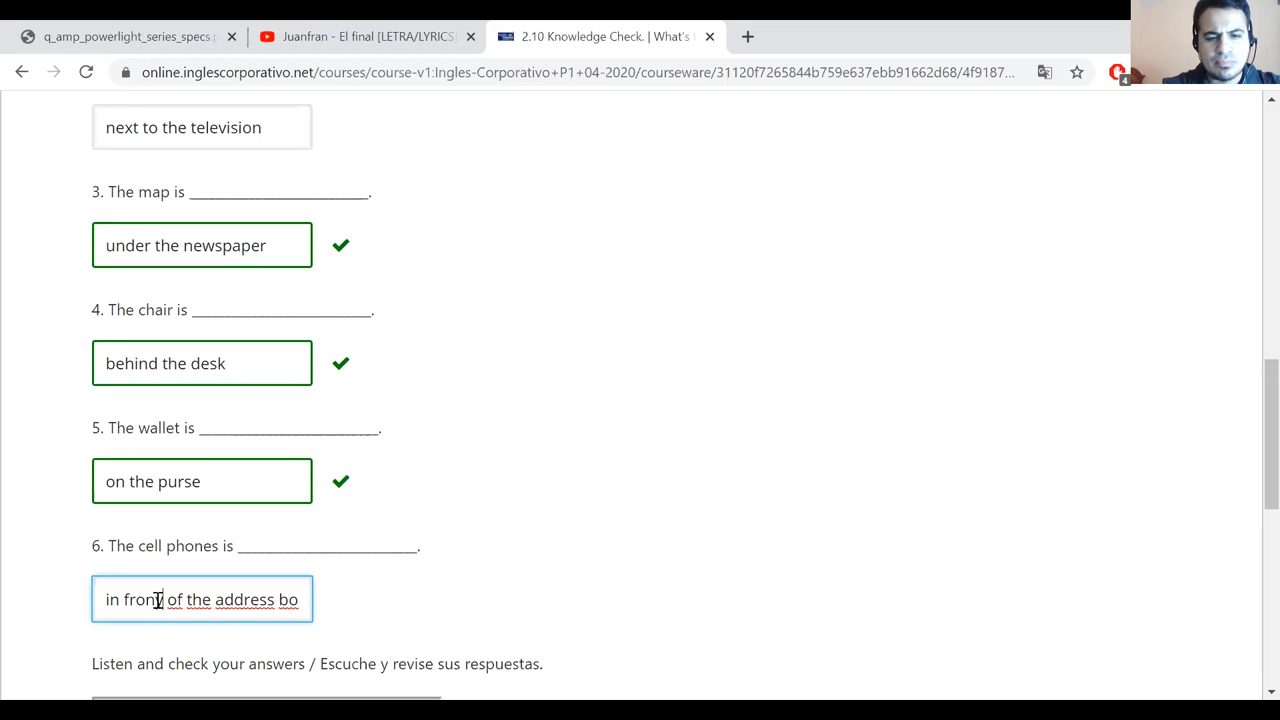 q_amp_powerlight_series_specs.p
Juanfran - El final [LETRA/LYRICS]
2.10 Knowledge Check. | What's
online.inglescorporativo.net/courses/course-v1:Ingles-Corporativo+P1+04-2020/courseware/31120f7265844b759e637ebb91662d68/4f9187...
4
next to the television
3. The map is ______________________.
under the newspaper
4. The chair is ______________________.
behind the desk
5. The wallet is ______________________.
on the purse
6. The cell phones is ______________________.
in frony of the address bo
Listen and check your answers / Escuche y revise sus respuestas.